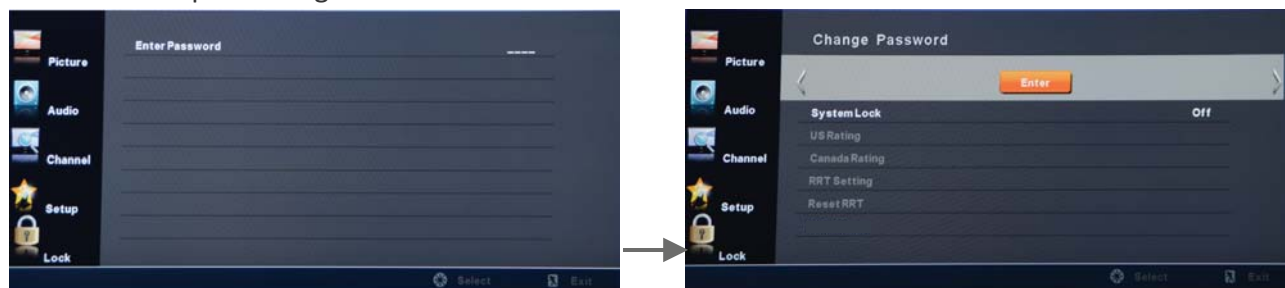 Enter Password ____
Picture
Audio
Channel
Setup
Lock
Select Exit
Change Password
Picture
Enter
Audio
System Lock Off
US Rating
Channel
Canada Rating
RRT Setting
Setup
Reset RRT
Lock
Select Exit